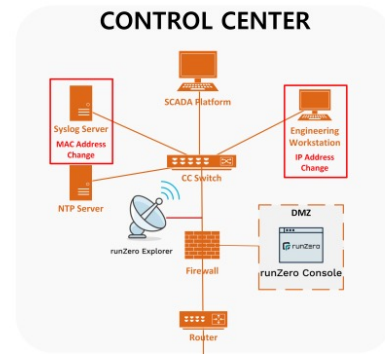 CONTROL CENTER
SCADA Platform
Syslog Server
MAC Address
Change
Engineering
Workstation
IP Address
Change
CC Switch
NTP Server
runZero Explorer
DMZ
runZero
runZero Console
Firewall
Router